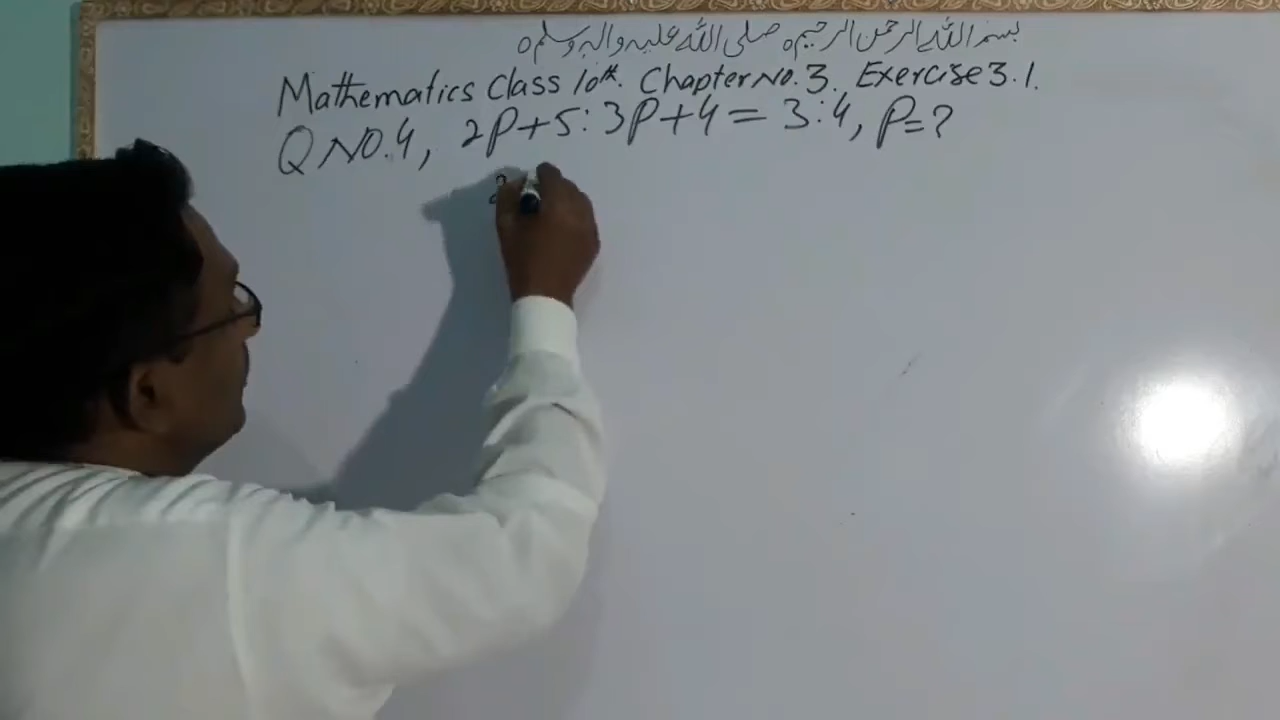 بسم اللہ الرحمن الرحیم ہ صلی اللہ علیہ والہ وسلم ہ
Mathematics Class 10th. Chapter No. 3. Exercise 3.1.
Q NO.4, 2P+5:3P+4=3:4, P=?
2